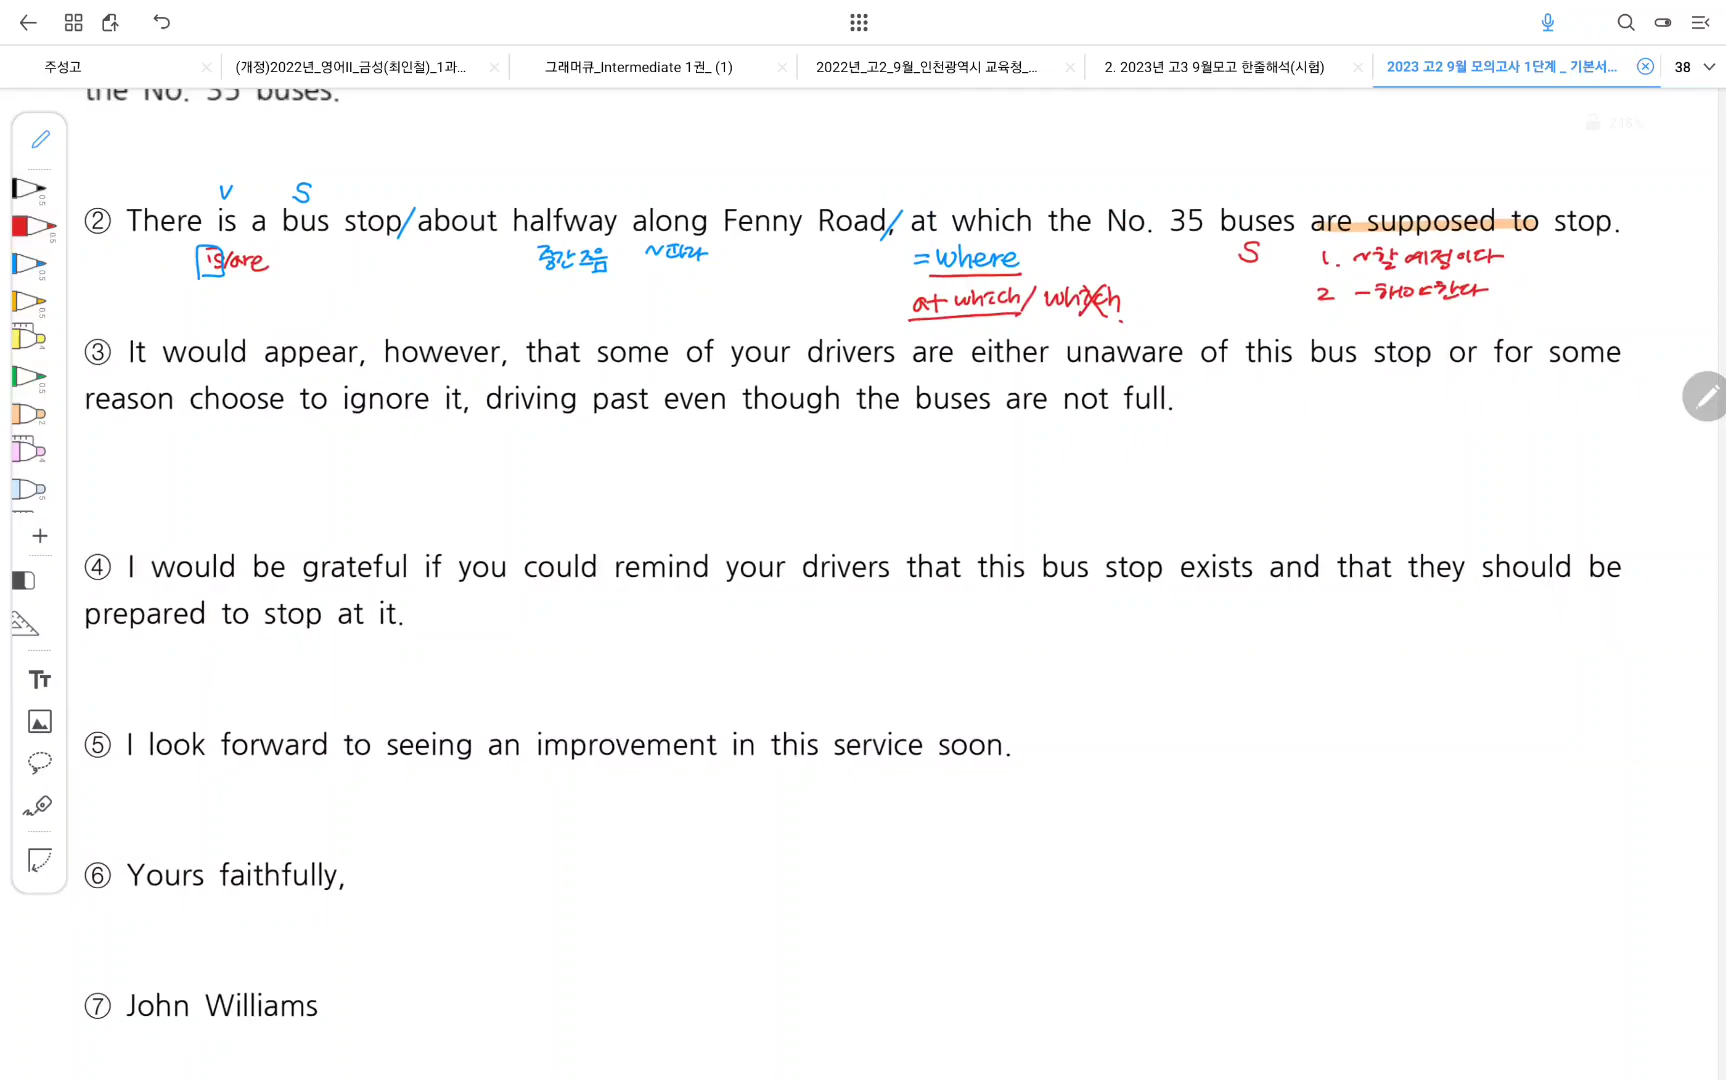 주성고 (개정)2022년_영어II_금성(최인철)_1과... 그래머큐_Intermediate 1권_ (1) 2022년_고2_9월_인천광역시 교육청_... 2. 2023년 고3 9월모고 한줄해석(시험) 2023 고2 9월 모의고사 1단계 _ 기본서... 38
the No. 35 buses.
246%
V S
② There is a bus stop/about halfway along Fenny Road,/ at which the No. 35 buses are supposed to stop.
is/are 중간즈음 ~따라 =where S 1. ~할 예정이다
at which/ which. 2 -해야한다
③ It would appear, however, that some of your drivers are either unaware of this bus stop or for some
reason choose to ignore it, driving past even though the buses are not full.
④ I would be grateful if you could remind your drivers that this bus stop exists and that they should be
prepared to stop at it.
⑤ I look forward to seeing an improvement in this service soon.
⑥ Yours faithfully,
⑦ John Williams